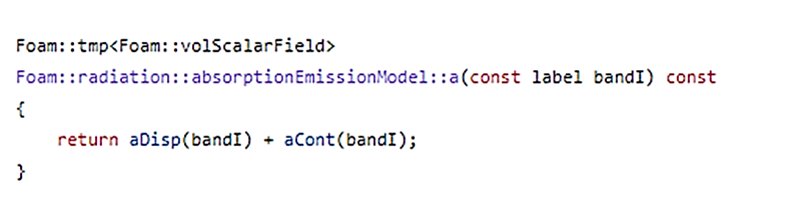 Foam::tmp<Foam::volScalarField>
Foam::radiation::absorptionEmissionModel::a(const label bandI) const
{
    return aDisp(bandI) + aCont(bandI);
}